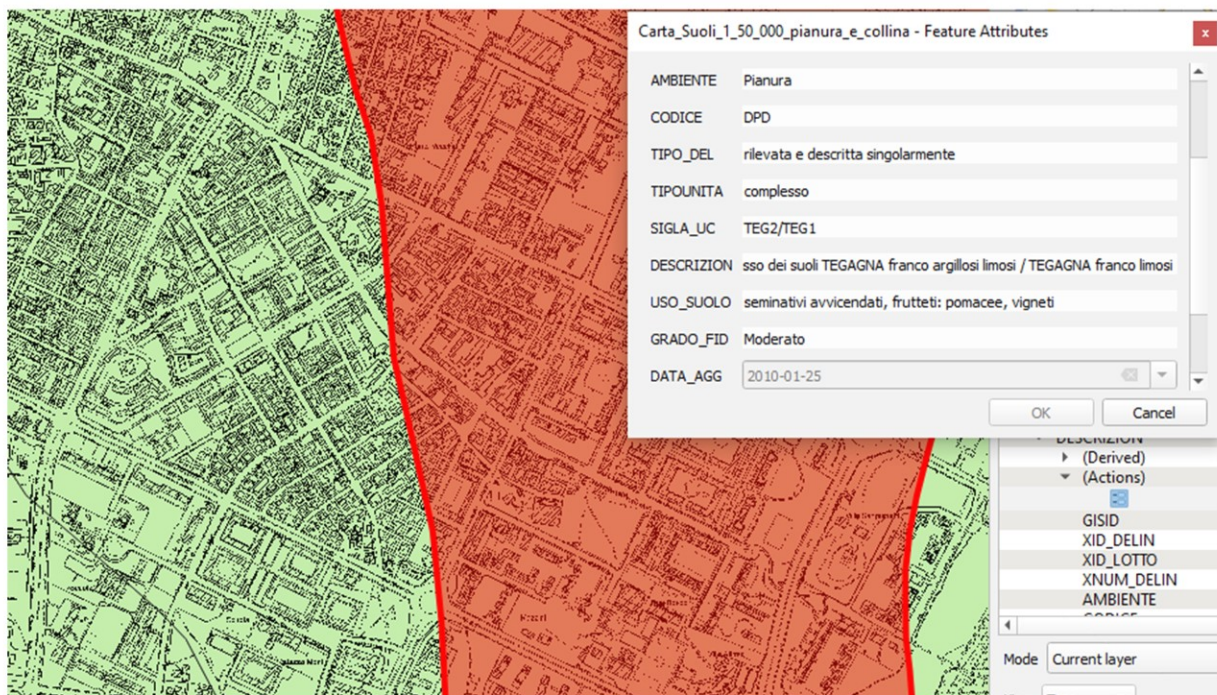 Carta_Suoli_1_50_000_pianura_e_collina - Feature Attributes
x
AMBIENTE Pianura
CODICE DPD
TIPO_DEL rilevata e descritta singolarmente
TIPOUNITA complesso
SIGLA_UC TEG2/TEG1
DESCRIZION sso dei suoli TEGAGNA franco argillosi limosi / TEGAGNA franco limosi
USO_SUOLO seminativi avvicendati, frutteti: pomacee, vigneti
GRADO_FID Moderato
DATA_AGG 2010-01-25
OK Cancel
DESCRIZION
(Derived)
(Actions)
GISID
XID_DELIN
XID_LOTTO
XNUM_DELIN
AMBIENTE
Mode Current layer